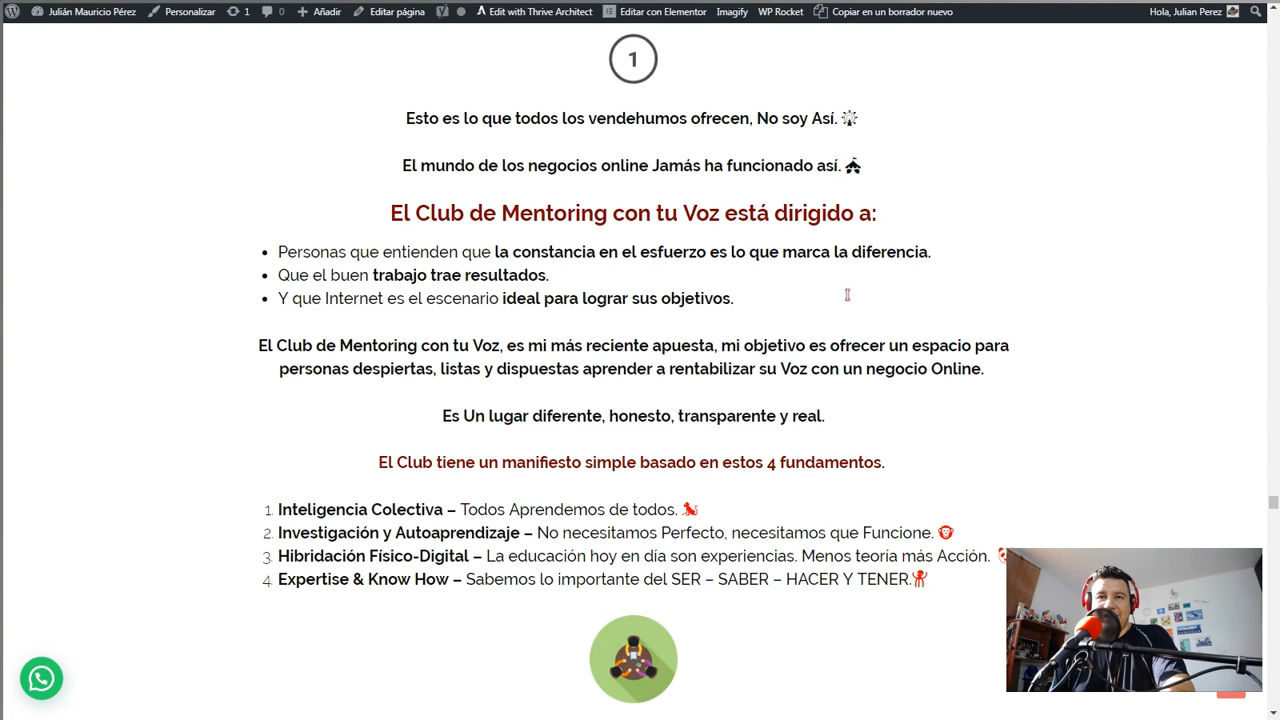 Julián Mauricio Pérez Personalizar 1 0 Añadir Editar página Edit with Thrive Architect Editar con Elementor Imagify WP Rocket Copiar en un borrador nuevo Hola, Julian Perez
1
Esto es lo que todos los vendehumos ofrecen, No soy Así.
El mundo de los negocios online Jamás ha funcionado así.
El Club de Mentoring con tu Voz está dirigido a:
• Personas que entienden que la constancia en el esfuerzo es lo que marca la diferencia.
• Que el buen trabajo trae resultados.
• Y que Internet es el escenario ideal para lograr sus objetivos.
El Club de Mentoring con tu Voz, es mi más reciente apuesta, mi objetivo es ofrecer un espacio para
personas despiertas, listas y dispuestas aprender a rentabilizar su Voz con un negocio Online.
Es Un lugar diferente, honesto, transparente y real.
El Club tiene un manifiesto simple basado en estos 4 fundamentos.
1. Inteligencia Colectiva – Todos Aprendemos de todos.
2. Investigación y Autoaprendizaje – No necesitamos Perfecto, necesitamos que Funcione.
3. Hibridación Físico-Digital – La educación hoy en día son experiencias. Menos teoría más Acción.
4. Expertise & Know How – Sabemos lo importante del SER – SABER – HACER Y TENER.